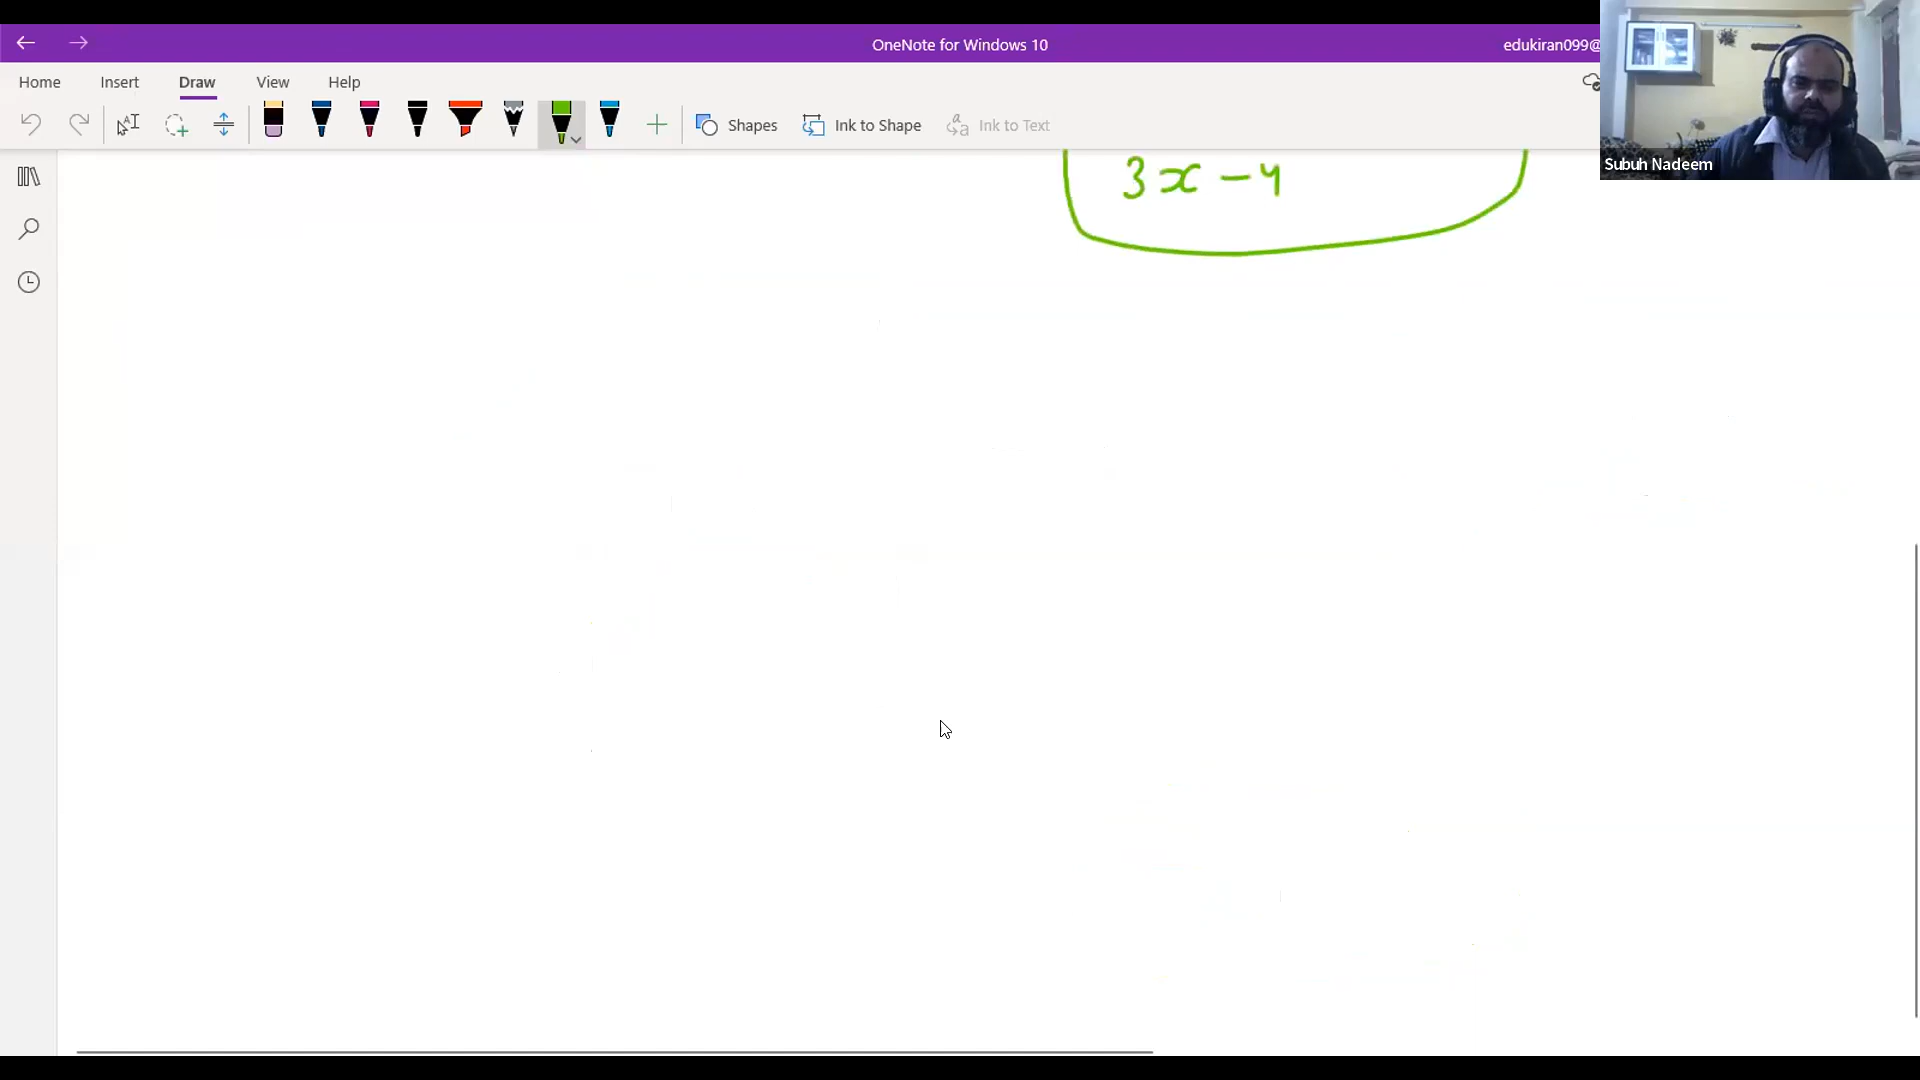 OneNote for Windows 10
edukiran099@
Home Insert Draw View Help
Shapes Ink to Shape Ink to Text
Subuh Nadeem
3x - 4